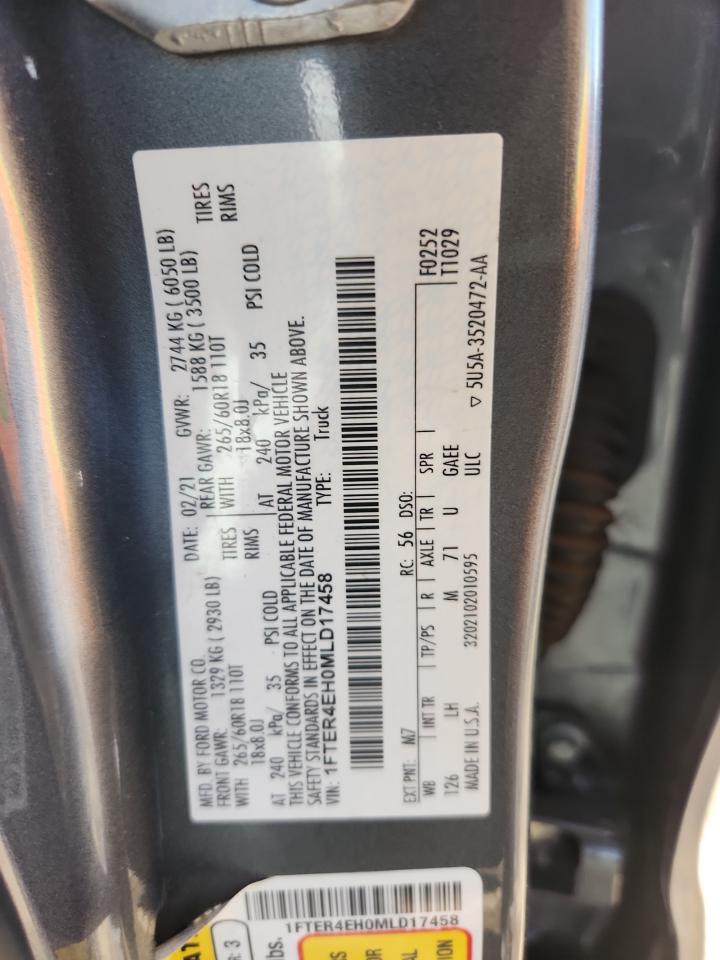 MFD. BY FORD MOTOR CO.
DATE: 02/21 GVWR: 2744 KG ( 6050 LB)
FRONT GAWR: 1329 KG ( 2930 LB) REAR GAWR: 1588 KG ( 3500 LB)
WITH 265/60R18 110T TIRES WITH 265/60R18 110T TIRES
18x8.0J RIMS 18x8.0J RIMS
AT 240 kPa/ 35 PSI COLD AT 240 kPa/ 35 PSI COLD
THIS VEHICLE CONFORMS TO ALL APPLICABLE FEDERAL MOTOR VEHICLE
SAFETY STANDARDS IN EFFECT ON THE DATE OF MANUFACTURE SHOWN ABOVE.
VIN: 1FTER4EH0MLD17458 TYPE: Truck
EXT PNT: M7 RC: 56 DSO: F0252
WB INT TR TP/PS R AXLE TR SPR T1029
126 LH M 71 U GAEE
MADE IN U.S.A. 3202102010595 ULC ▽ 5U5A-3520472-AA
1FTER4EH0MLD17458
R: 3
lbs.